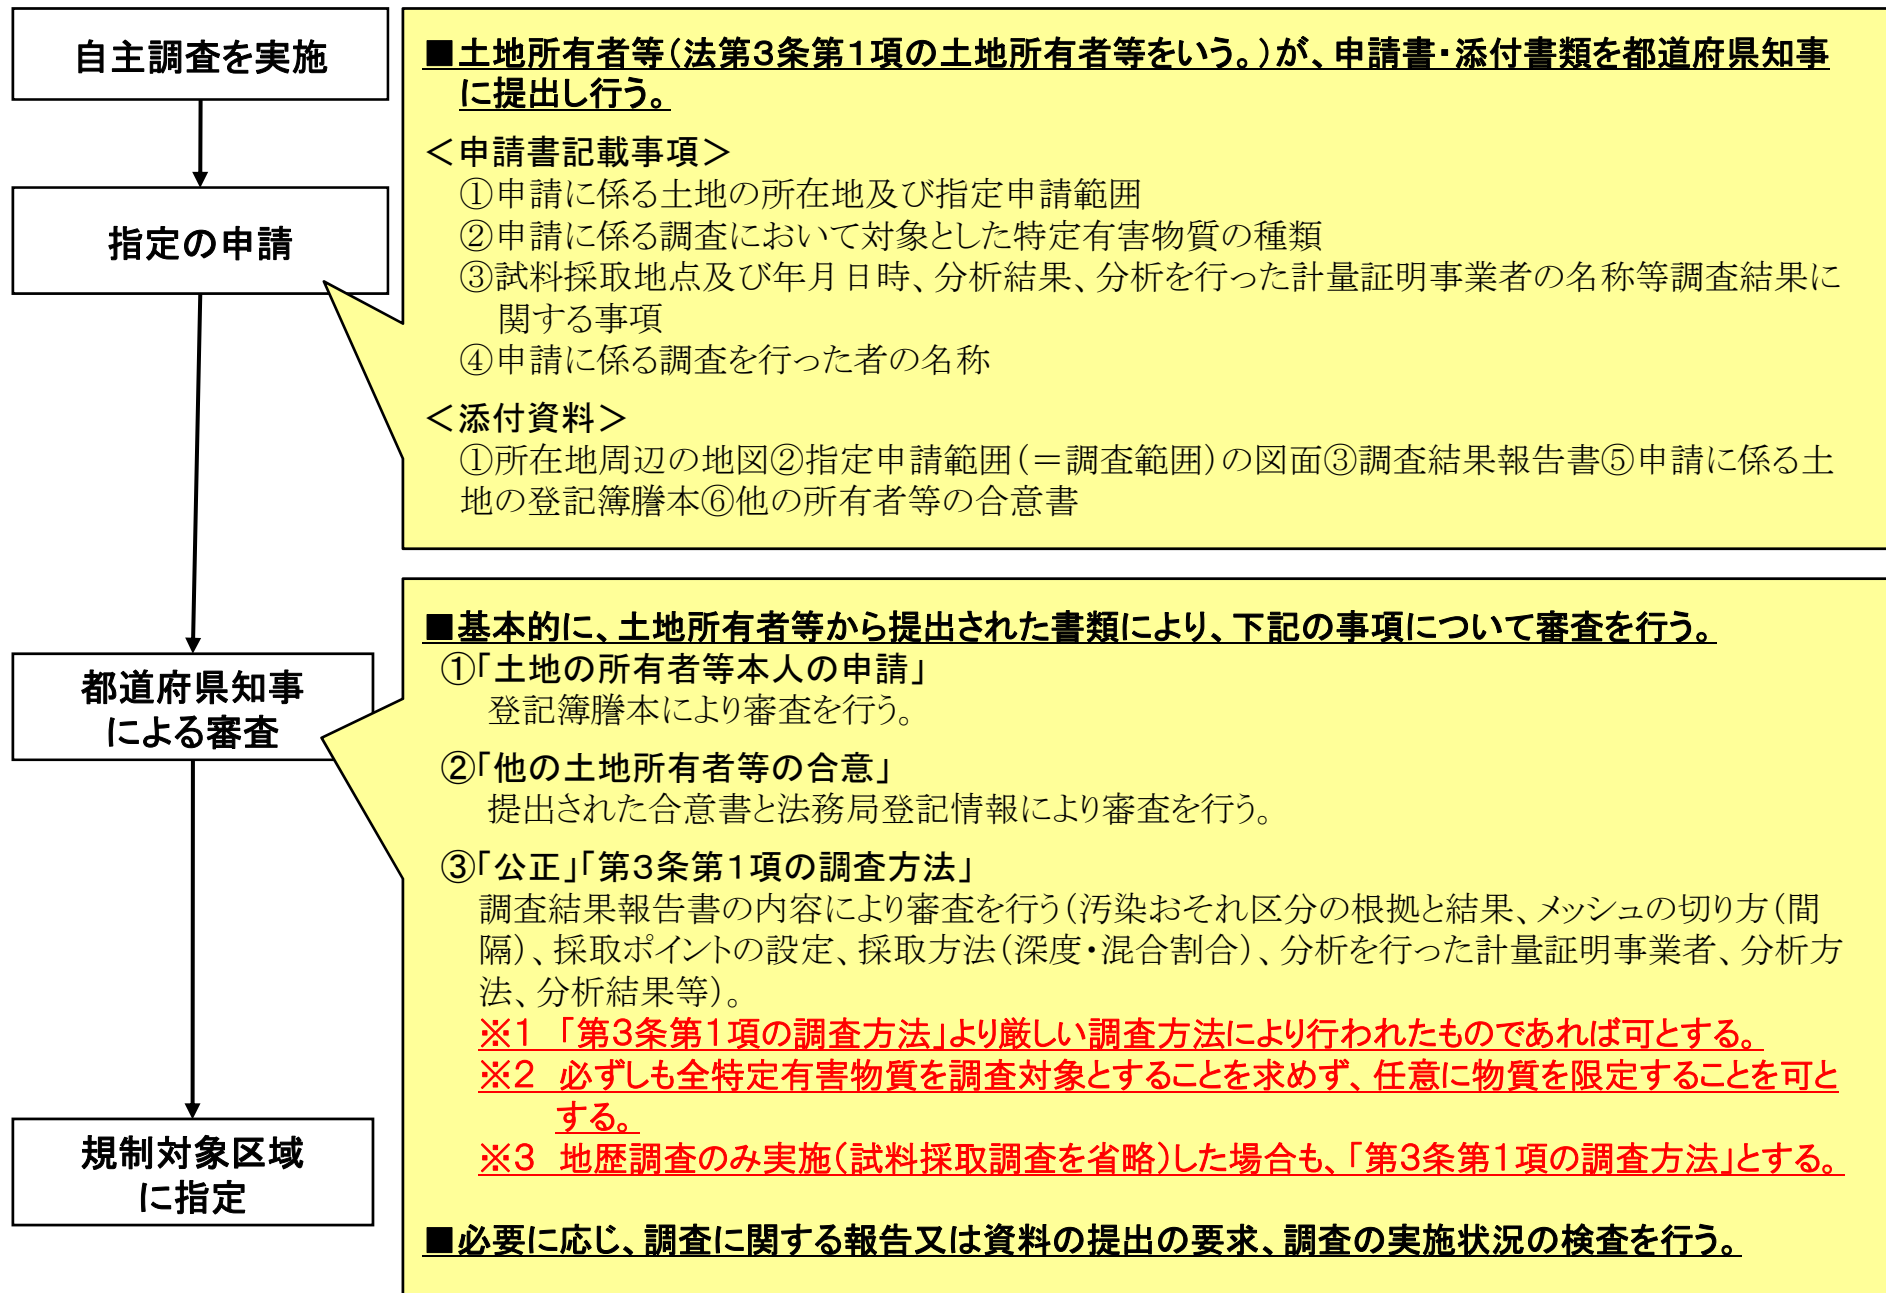 自主調査を実施
■土地所有者等(法第3条第1項の土地所有者等をいう。)が、申請書・添付書類を都道府県知事
に提出し行う。
＜申請書記載事項＞
①申請に係る土地の所在地及び指定申請範囲
②申請に係る調査において対象とした特定有害物質の種類
③試料採取地点及び年月日時、分析結果、分析を行った計量証明事業者の名称等調査結果に
関する事項
④申請に係る調査を行った者の名称
＜添付資料＞
①所在地周辺の地図②指定申請範囲(＝調査範囲)の図面③調査結果報告書⑤申請に係る土
地の登記簿謄本⑥他の所有者等の合意書
指定の申請
都道府県知事
による審査
■基本的に、土地所有者等から提出された書類により、下記の事項について審査を行う。
①「土地の所有者等本人の申請」
登記簿謄本により審査を行う。
②「他の土地所有者等の合意」
提出された合意書と法務局登記情報により審査を行う。
③「公正」「第3条第1項の調査方法」
調査結果報告書の内容により審査を行う(汚染おそれ区分の根拠と結果、メッシュの切り方(間
隔)、採取ポイントの設定、採取方法(深度・混合割合)、分析を行った計量証明事業者、分析方
法、分析結果等)。
※1 「第3条第1項の調査方法」より厳しい調査方法により行われたものであれば可とする。
※2 必ずしも全特定有害物質を調査対象とすることを求めず、任意に物質を限定することを可と
する。
※3 地歴調査のみ実施(試料採取調査を省略)した場合も、「第3条第1項の調査方法」とする。
■必要に応じ、調査に関する報告又は資料の提出の要求、調査の実施状況の検査を行う。
規制対象区域
に指定